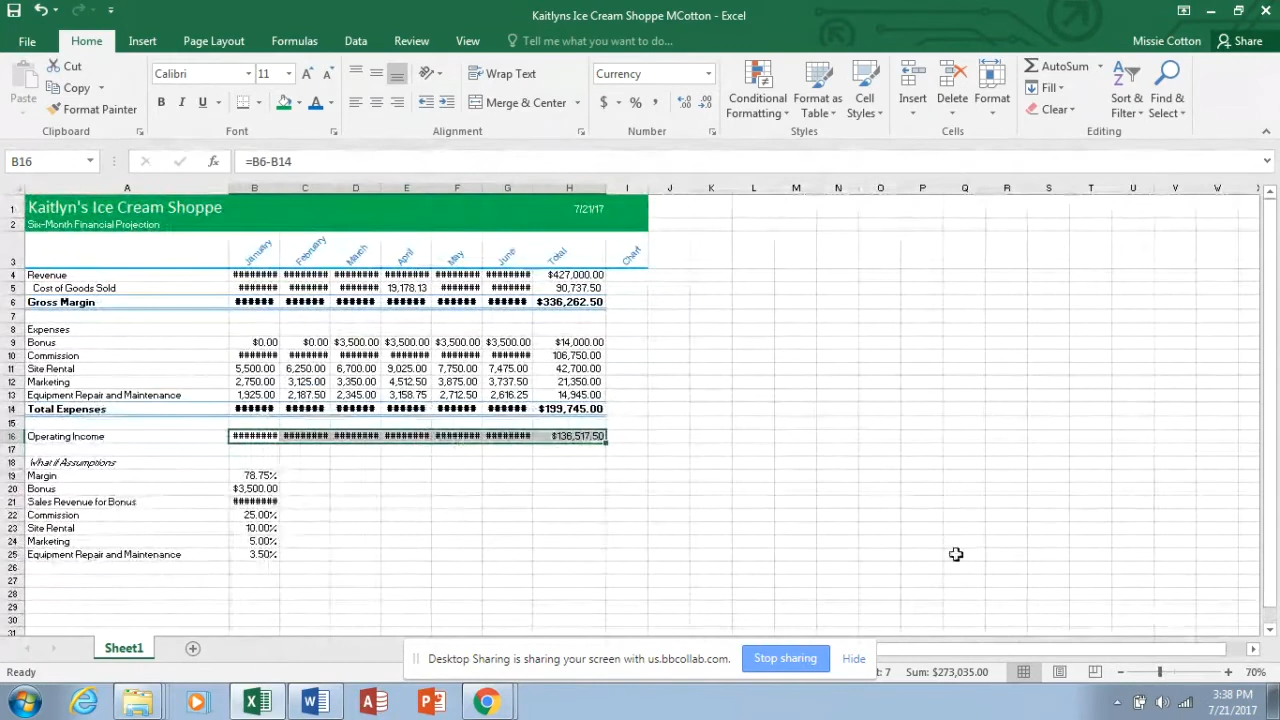 Kaitlyns Ice Cream Shoppe MCotton - Excel
File Home Insert Page Layout Formulas Data Review View Tell me what you want to do... Missie Cotton Share
Paste Cut Copy Format Painter Clipboard
Calibri 11 B I U A Font
Wrap Text Merge & Center Alignment
Currency $ % , Number
Conditional Formatting Format as Table Cell Styles Styles
Insert Delete Format Cells
AutoSum Fill Clear Sort & Filter Find & Select Editing
B16 fx =B6-B14
A B C D E F G H I J K L M N O P Q R S T U V W
1 Kaitlyn's Ice Cream Shoppe 7/21/17
2 Six-Month Financial Projection
3 January February March April May June Total Chart
4 Revenue ######## ######## ######## ######## ######## ######## $427,000.00
5 Cost of Goods Sold ####### ####### ####### 19,178.13 ####### ####### 90,737.50
6 Gross Margin ###### ###### ###### ###### ###### ###### $336,262.50
7
8 Expenses
9 Bonus $0.00 $0.00 $3,500.00 $3,500.00 $3,500.00 $3,500.00 $14,000.00
10 Commission ####### ####### ####### ####### ####### ####### 106,750.00
11 Site Rental 5,500.00 6,250.00 6,700.00 9,025.00 7,750.00 7,475.00 42,700.00
12 Marketing 2,750.00 3,125.00 3,350.00 4,512.50 3,875.00 3,737.50 21,350.00
13 Equipment Repair and Maintenance 1,925.00 2,187.50 2,345.00 3,158.75 2,712.50 2,616.25 14,945.00
14 Total Expenses ###### ###### ###### ###### ###### ###### $199,745.00
15
16 Operating Income ######## ######## ######## ######## ######## ######## $136,517.50
17
18 What if Assumptions
19 Margin 78.75%
20 Bonus $3,500.00
21 Sales Revenue for Bonus ########
22 Commission 25.00%
23 Site Rental 10.00%
24 Marketing 5.00%
25 Equipment Repair and Maintenance 3.50%
26
27
28
29
30
31
Sheet1
Desktop Sharing is sharing your screen with us.bbcollab.com. Stop sharing Hide
Ready t: 7 Sum: $273,035.00 70%
3:38 PM
7/21/2017